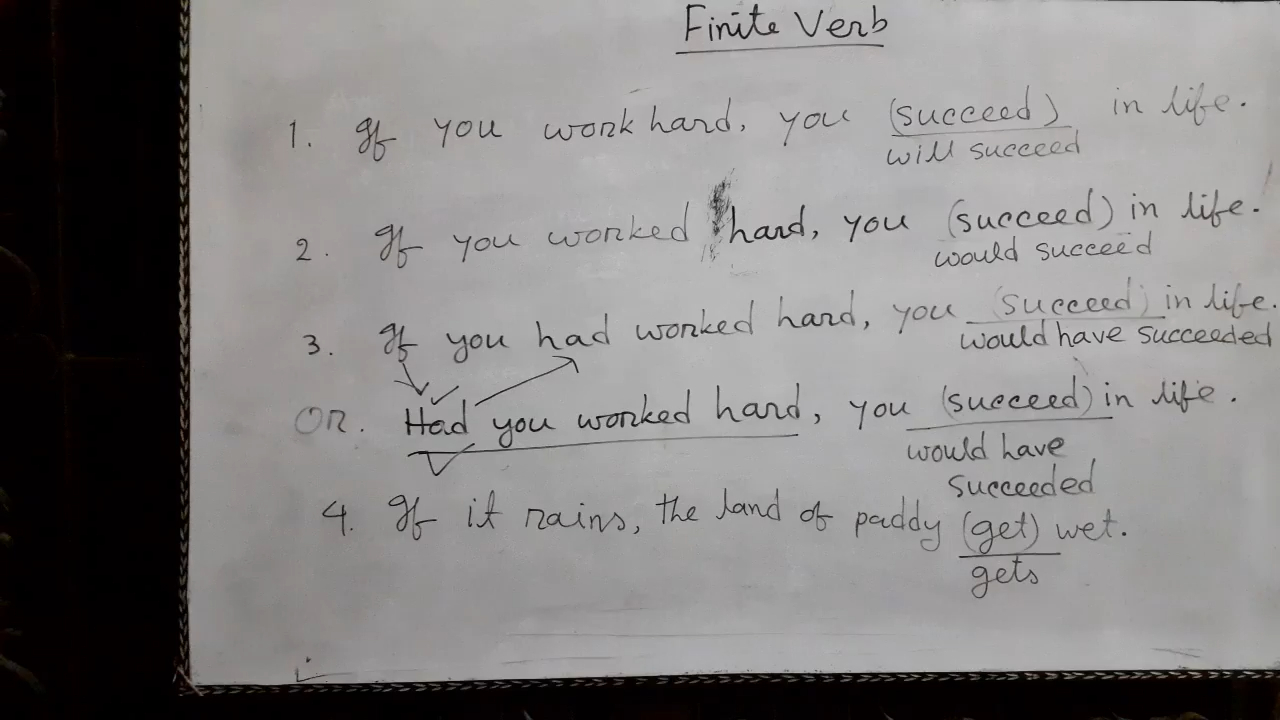 Finite Verb
1. If you work hard, you (succeed) in life.
will succeed
2. If you worked hard, you (succeed) in life.
would succeed
3. If you had worked hard, you (succeed) in life.
would have succeeded
OR. Had you worked hard, you (succeed) in life.
would have
succeeded
4. If it rains, the land of paddy (get) wet.
gets